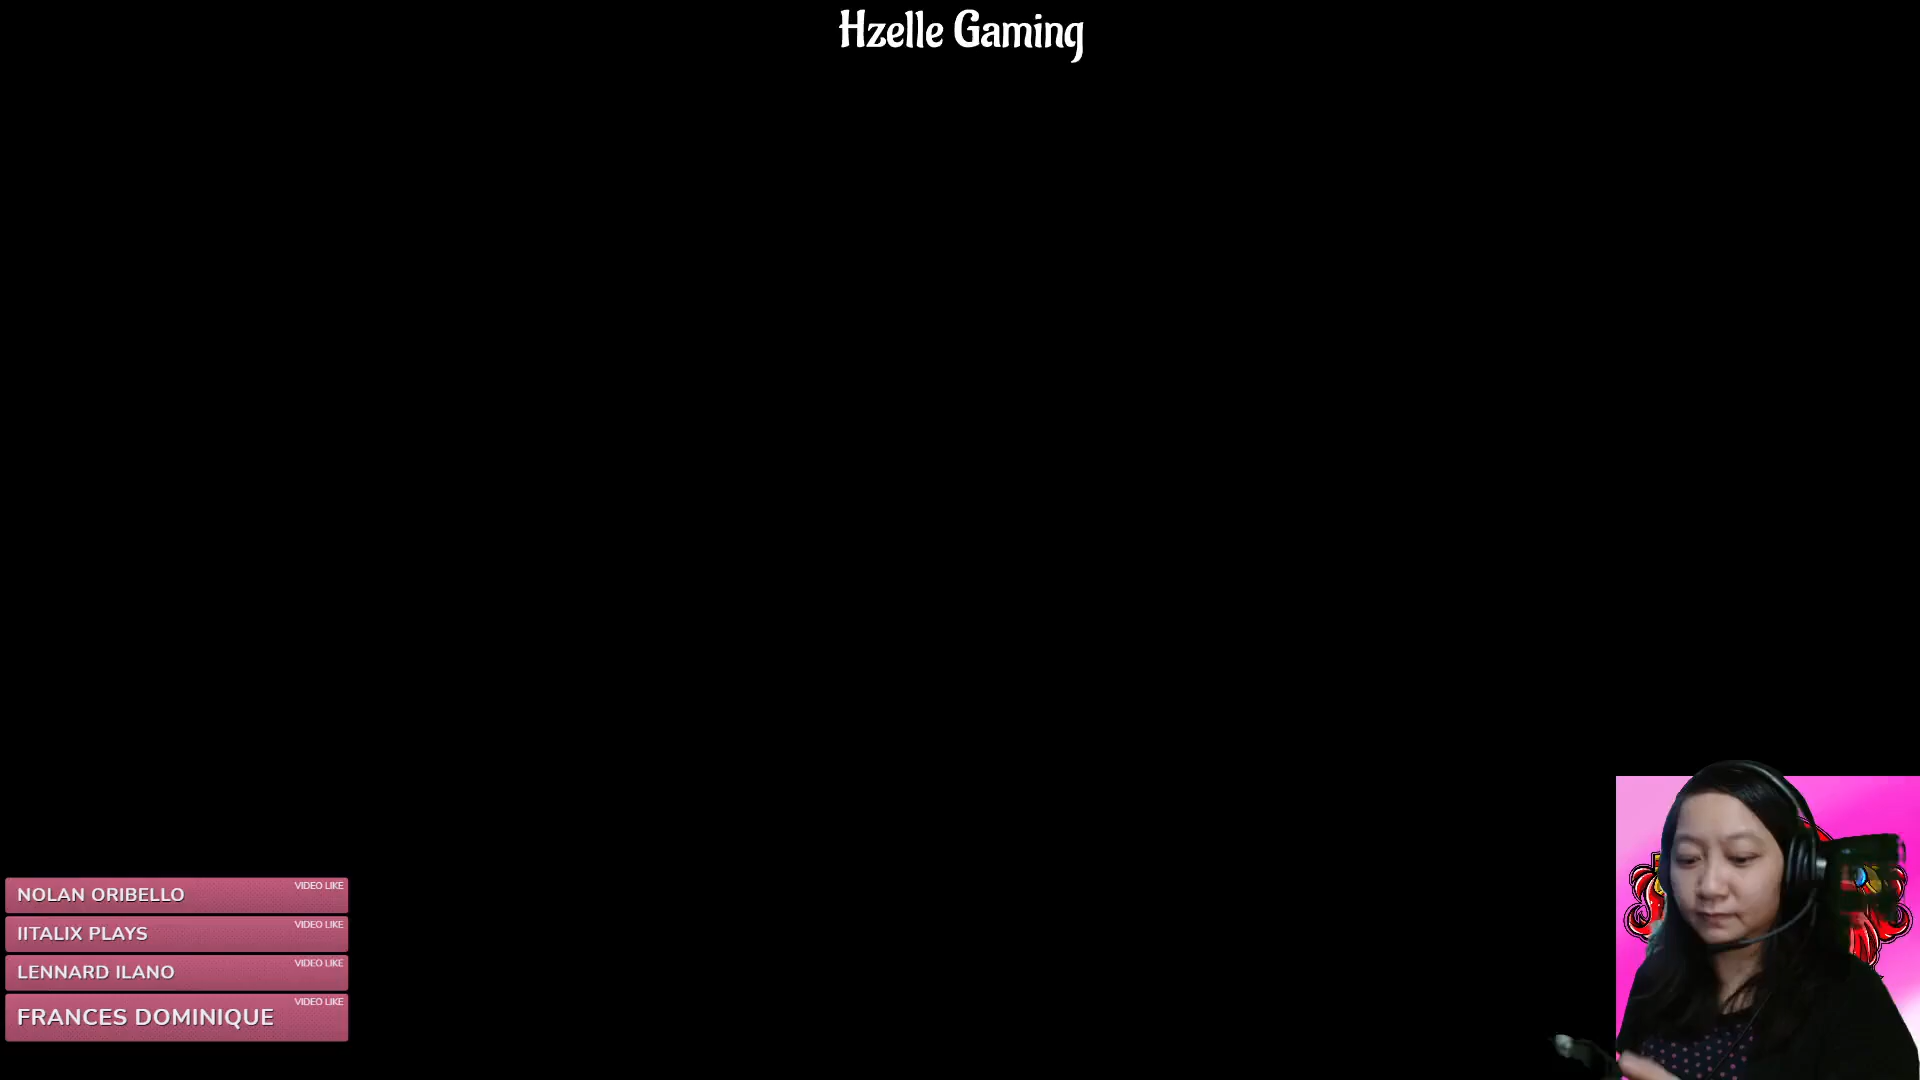 Hzelle Gaming
NOLAN ORIBELLO VIDEO LIKE
IITALIX PLAYS VIDEO LIKE
LENNARD ILANO VIDEO LIKE
FRANCES DOMINIQUE VIDEO LIKE